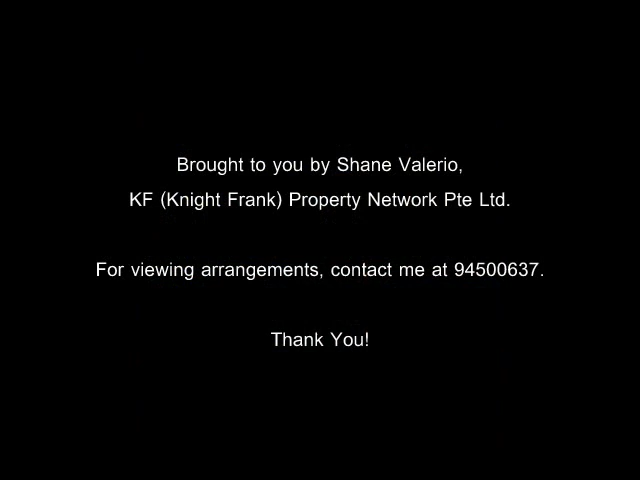 Brought to you by Shane Valerio,
KF (Knight Frank) Property Network Pte Ltd.
For viewing arrangements, contact me at 94500637.
Thank You!